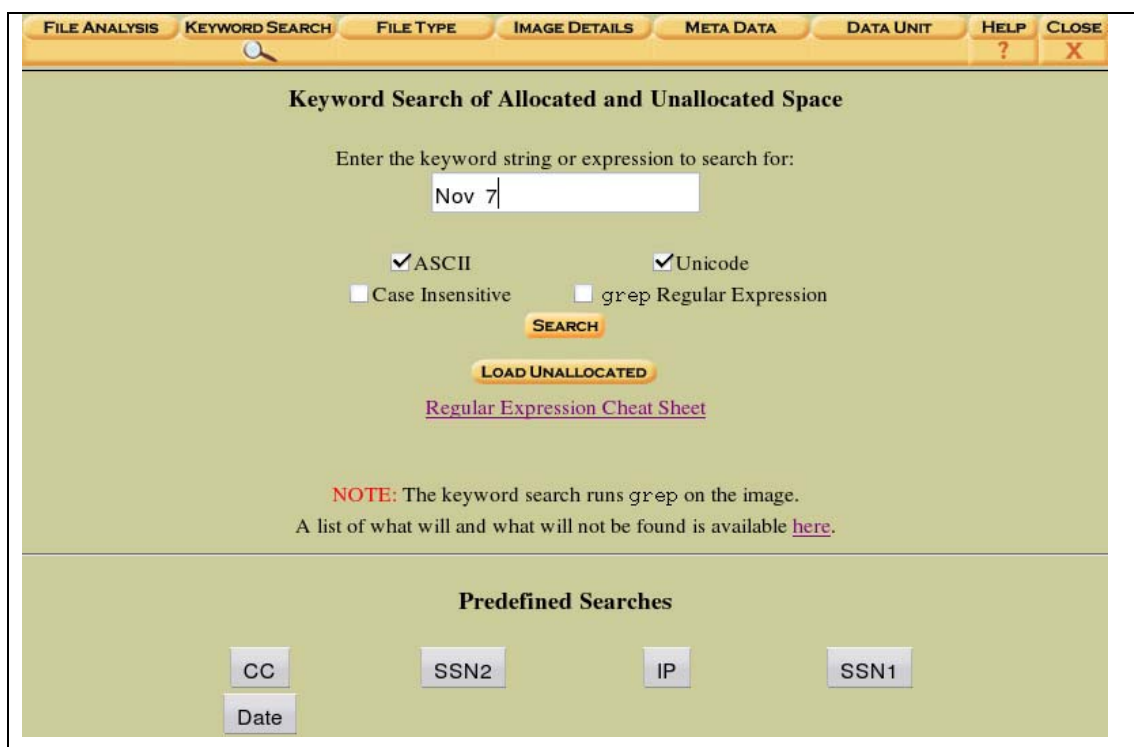 FILE ANALYSIS KEYWORD SEARCH FILE TYPE IMAGE DETAILS META DATA DATA UNIT HELP CLOSE
? X
Keyword Search of Allocated and Unallocated Space
Enter the keyword string or expression to search for:
Nov  7
ASCII Unicode
Case Insensitive grep Regular Expression
SEARCH
LOAD UNALLOCATED
Regular Expression Cheat Sheet
NOTE: The keyword search runs grep on the image.
A list of what will and what will not be found is available here.
Predefined Searches
CC SSN2 IP SSN1
Date